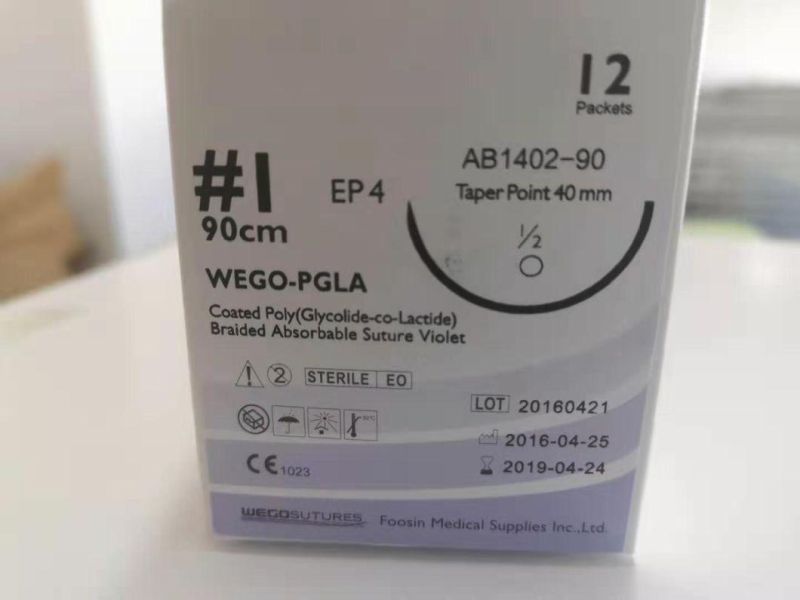 12
Packets
#1
90cm
EP 4
AB1402-90
Taper Point 40 mm
1/2
WEGO-PGLA
Coated Poly(Glycolide-co-Lactide)
Braided Absorbable Suture Violet
2
STERILE EO
LOT 20160421
2016-04-25
2019-04-24
CE 1023
WEGOSUTURES
Foosin Medical Supplies Inc.,Ltd.